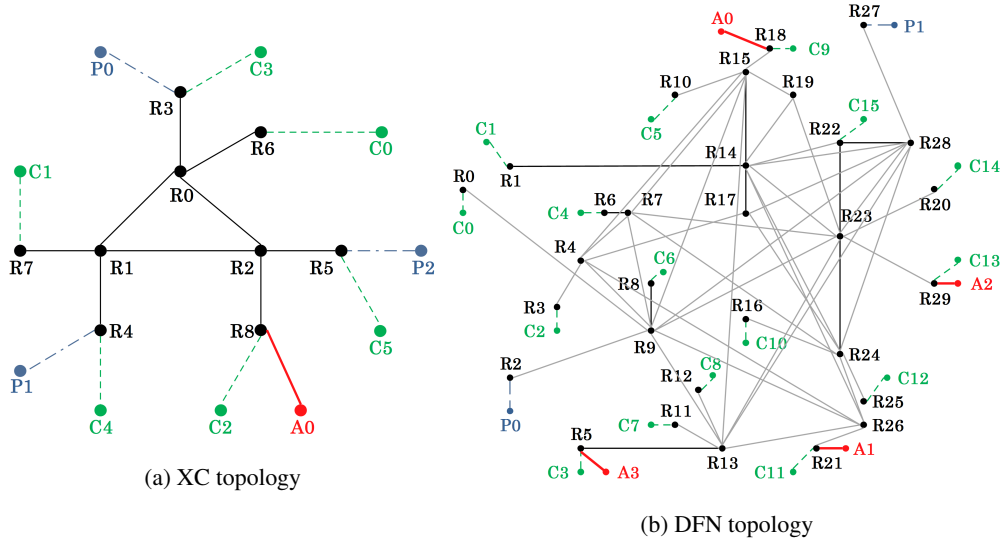 P0
C3
R3
R6
C0
C1
R0
R7
R1
R2
R5
P2
R4
R8
C5
P1
C4
C2
A0
(a) XC topology
A0
R27
R18
P1
C9
R15
R10
R19
C15
C1
C5
R22
R28
R14
R1
C14
R0
R6
R7
R17
R20
C4
C0
R23
R4
C6
C13
R8
R29
A2
R3
R16
C2
R9
C10
R24
R2
C8
R12
C12
R25
P0
R11
C7
R26
R5
R13
A1
C3
A3
C11
R21
(b) DFN topology